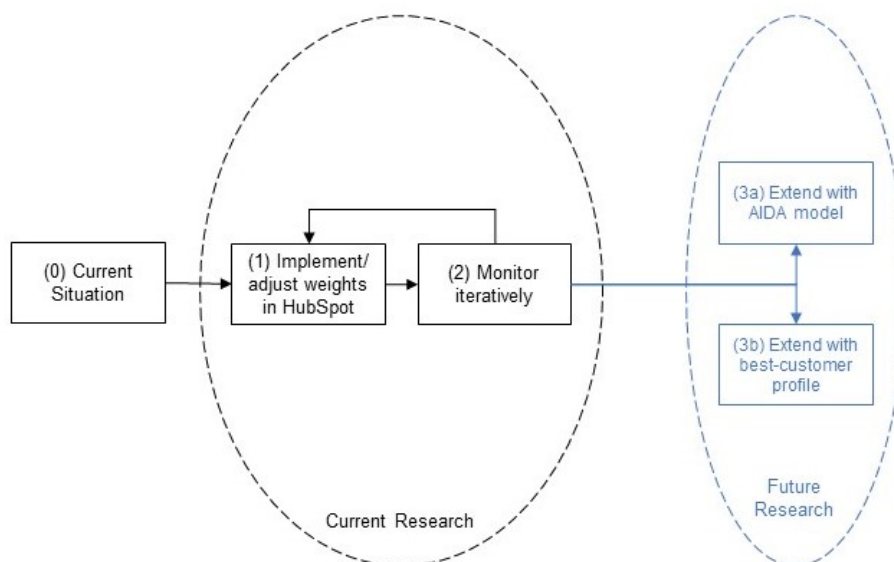 (0) Current
Situation
(1) Implement/
adjust weights
in HubSpot
(2) Monitor
iteratively
(3a) Extend with
AIDA model
(3b) Extend with
best-customer
profile
Current Research
Future
Research